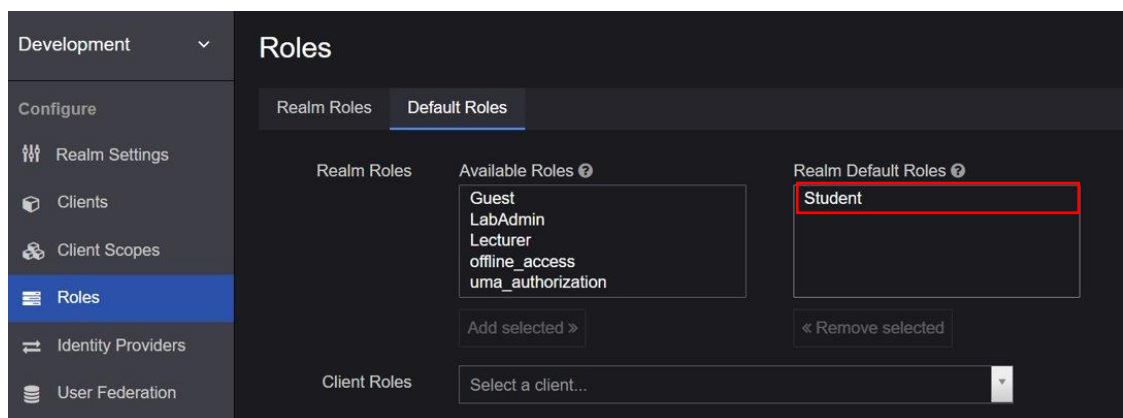 Development
Configure
Realm Settings
Clients
Client Scopes
Roles
Identity Providers
User Federation
Roles
Realm Roles Default Roles
Realm Roles
Available Roles
Guest
LabAdmin
Lecturer
offline_access
uma_authorization
Add selected »
Realm Default Roles
Student
« Remove selected
Client Roles
Select a client...